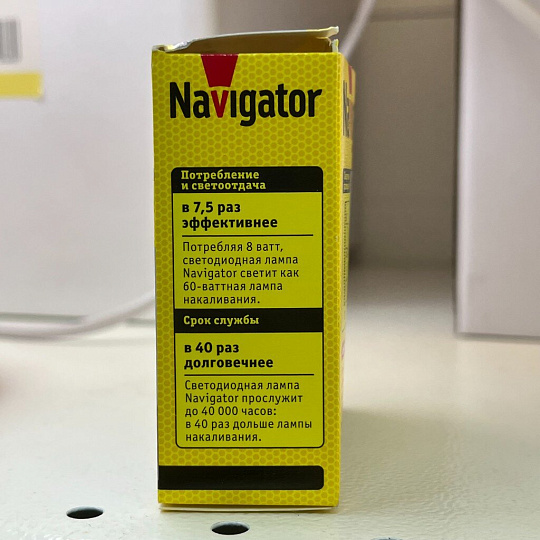 Navigator
Потребление
и светоотдача
в 7,5 раз
эффективнее
Потребляя 8 ватт,
светодиодная лампа
Navigator светит как
60-ваттная лампа
накаливания.
Срок службы
в 40 раз
долговечнее
Светодиодная лампа
Navigator прослужит
до 40 000 часов:
в 40 раз дольше лампы
накаливания.